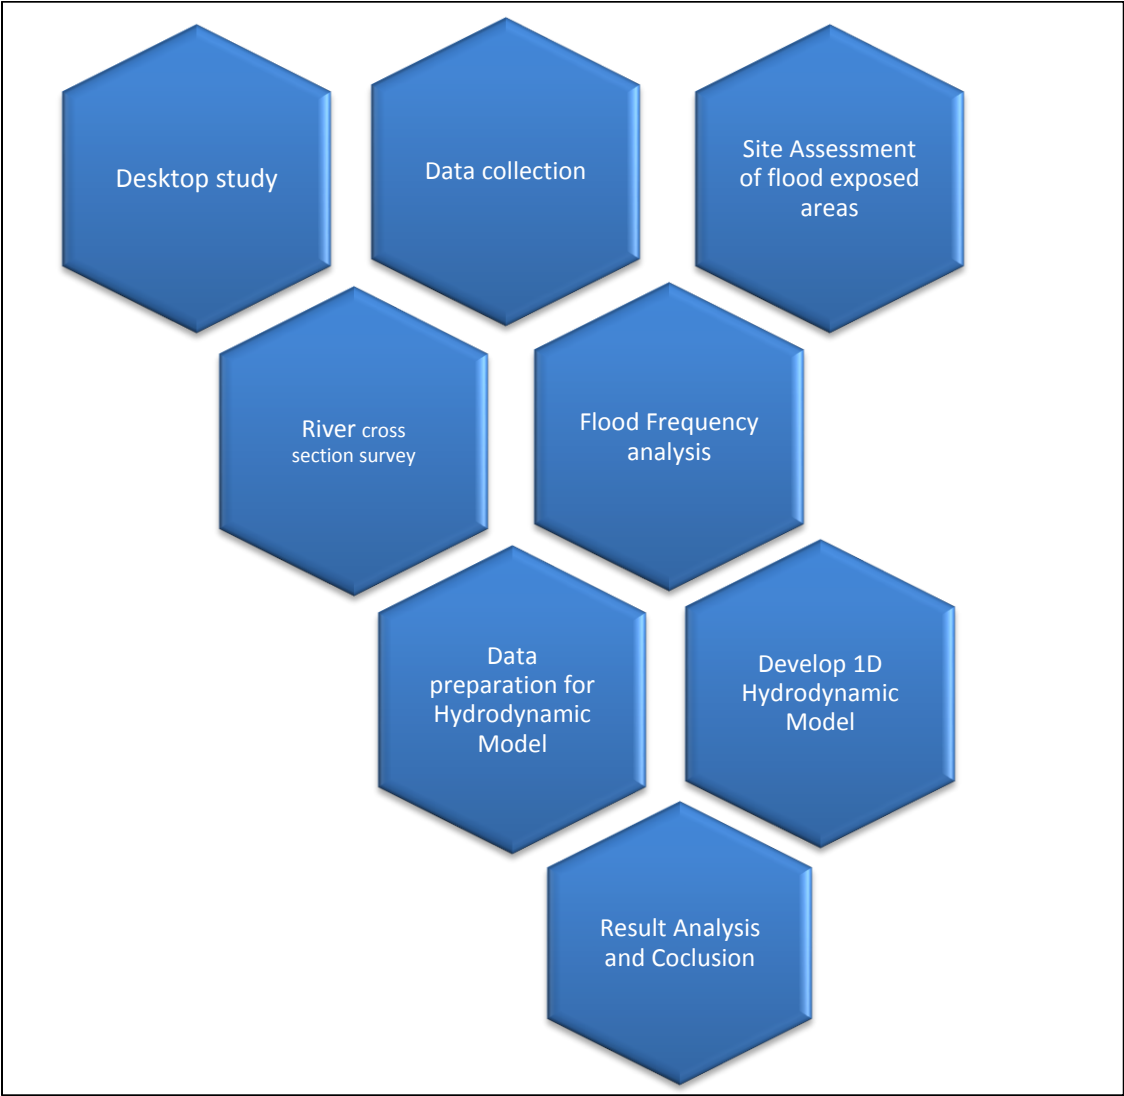 Desktop study
Data collection
Site Assessment
of flood exposed
areas
River cross
section survey
Flood Frequency
analysis
Data
preparation for
Hydrodynamic
Model
Develop 1D
Hydrodynamic
Model
Result Analysis
and Coclusion